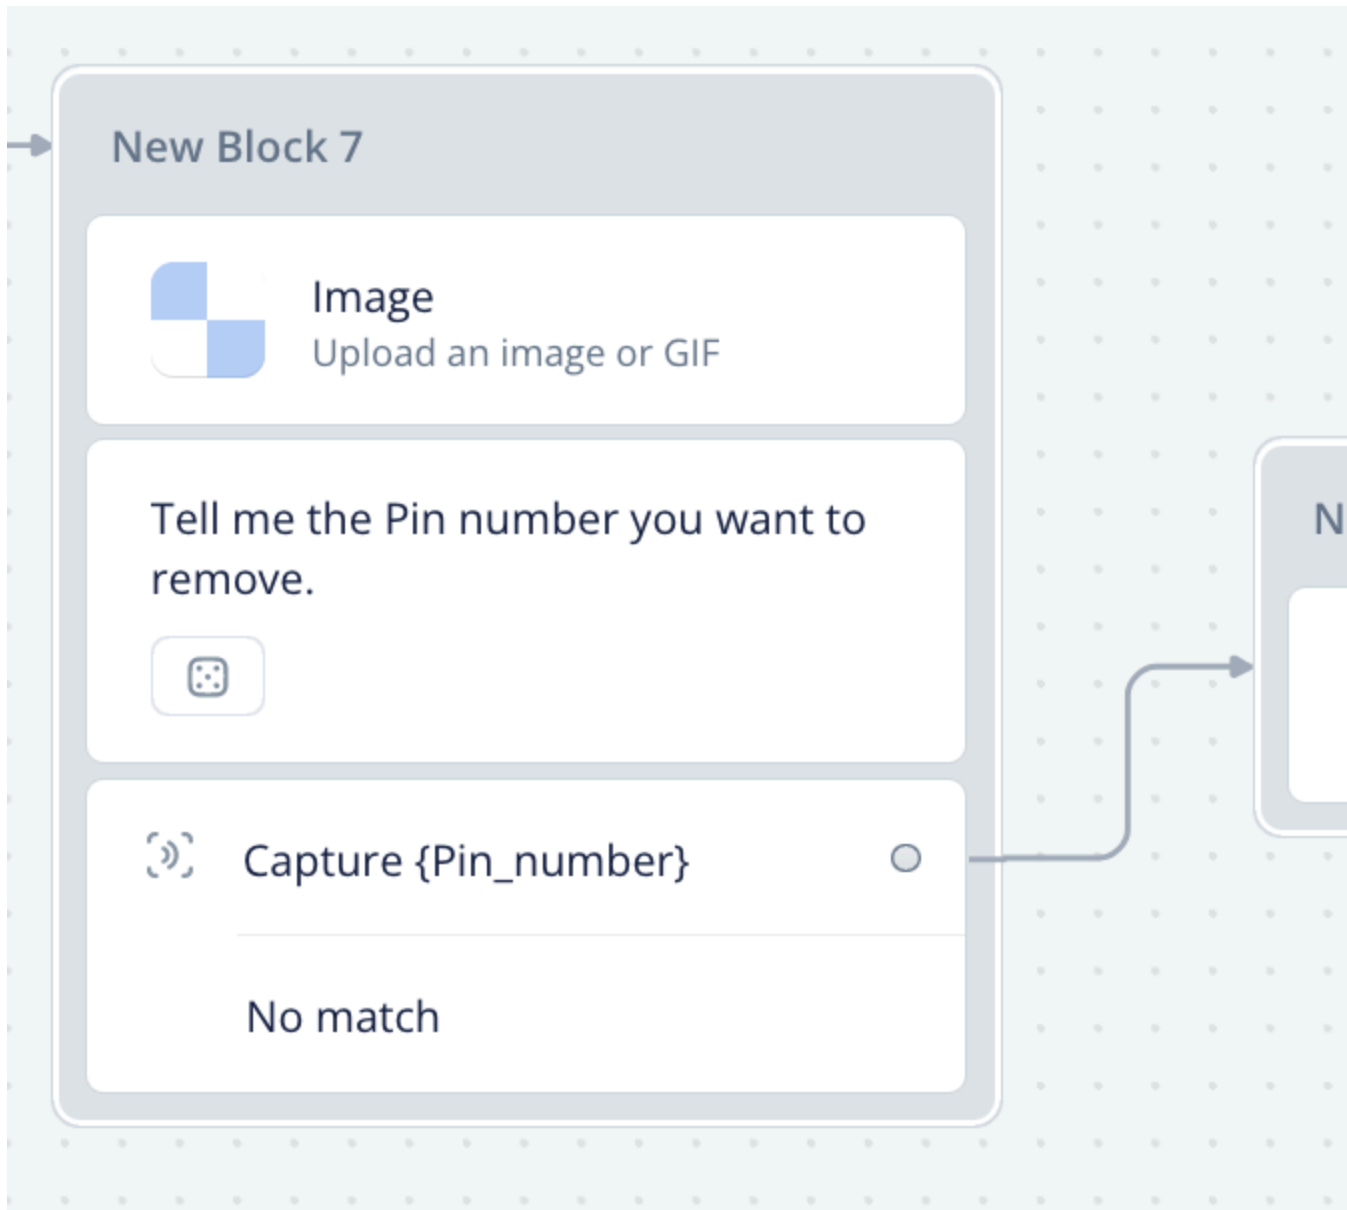 New Block 7
Image
Upload an image or GIF
Tell me the Pin number you want to
remove.
Capture {Pin_number}
No match
N